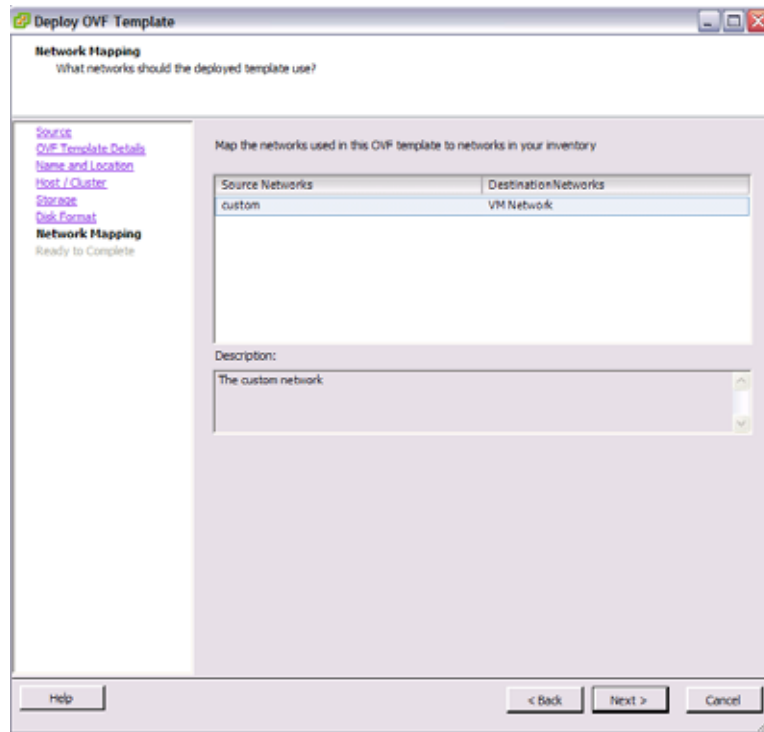 Deploy OVF Template
Network Mapping
What networks should the deployed template use?
Source
OVF Template Details
Name and Location
Host / Cluster
Storage
Disk Format
Network Mapping
Ready to Complete
Map the networks used in this OVF template to networks in your inventory
Source Networks DestinationNetworks
custom VM Network
Description:
The custom network
Help < Back Next > Cancel